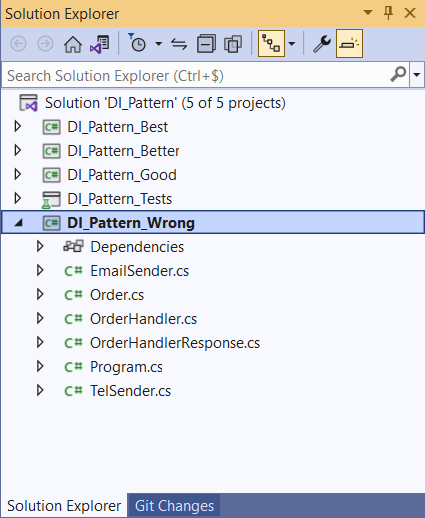 Solution Explorer
Search Solution Explorer (Ctrl+$)
Solution 'DI_Pattern' (5 of 5 projects)
C# DI_Pattern_Best
C# DI_Pattern_Better
C# DI_Pattern_Good
DI_Pattern_Tests
C# DI_Pattern_Wrong
Dependencies
C# EmailSender.cs
C# Order.cs
C# OrderHandler.cs
C# OrderHandlerResponse.cs
C# Program.cs
C# TelSender.cs
Solution Explorer Git Changes